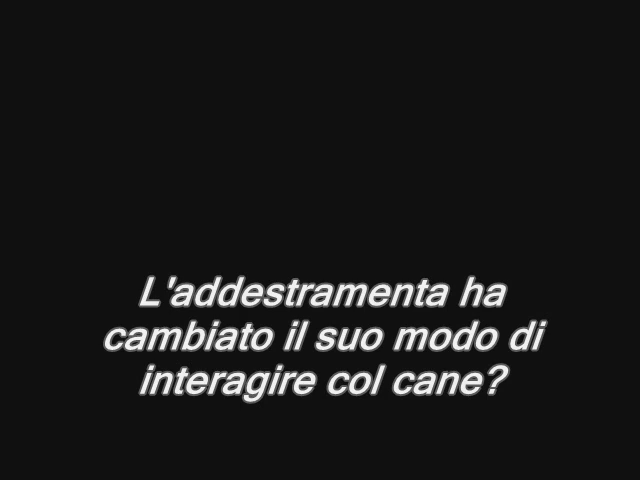 L'addestramenta ha
cambiato il suo modo di
interagire col cane?